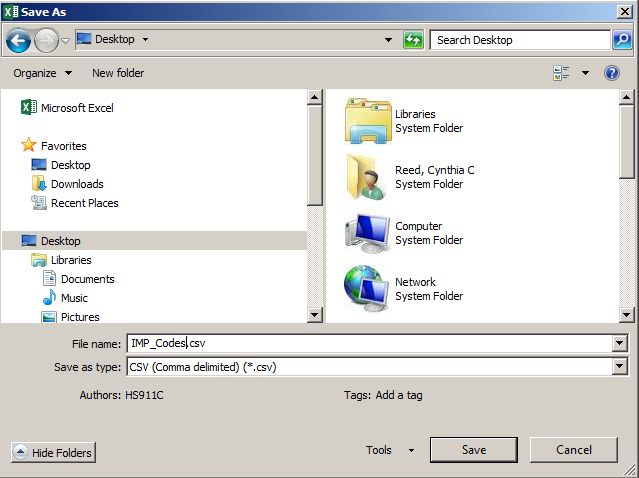 Save As
Desktop
Search Desktop
Organize New folder
Microsoft Excel
Favorites
Desktop
Downloads
Recent Places
Desktop
Libraries
Documents
Music
Pictures
Libraries
System Folder
Reed, Cynthia C
System Folder
Computer
System Folder
Network
System Folder
File name: IMP_Codes.csv
Save as type: CSV (Comma delimited) (*.csv)
Authors: HS911C Tags: Add a tag
Hide Folders Tools Save Cancel